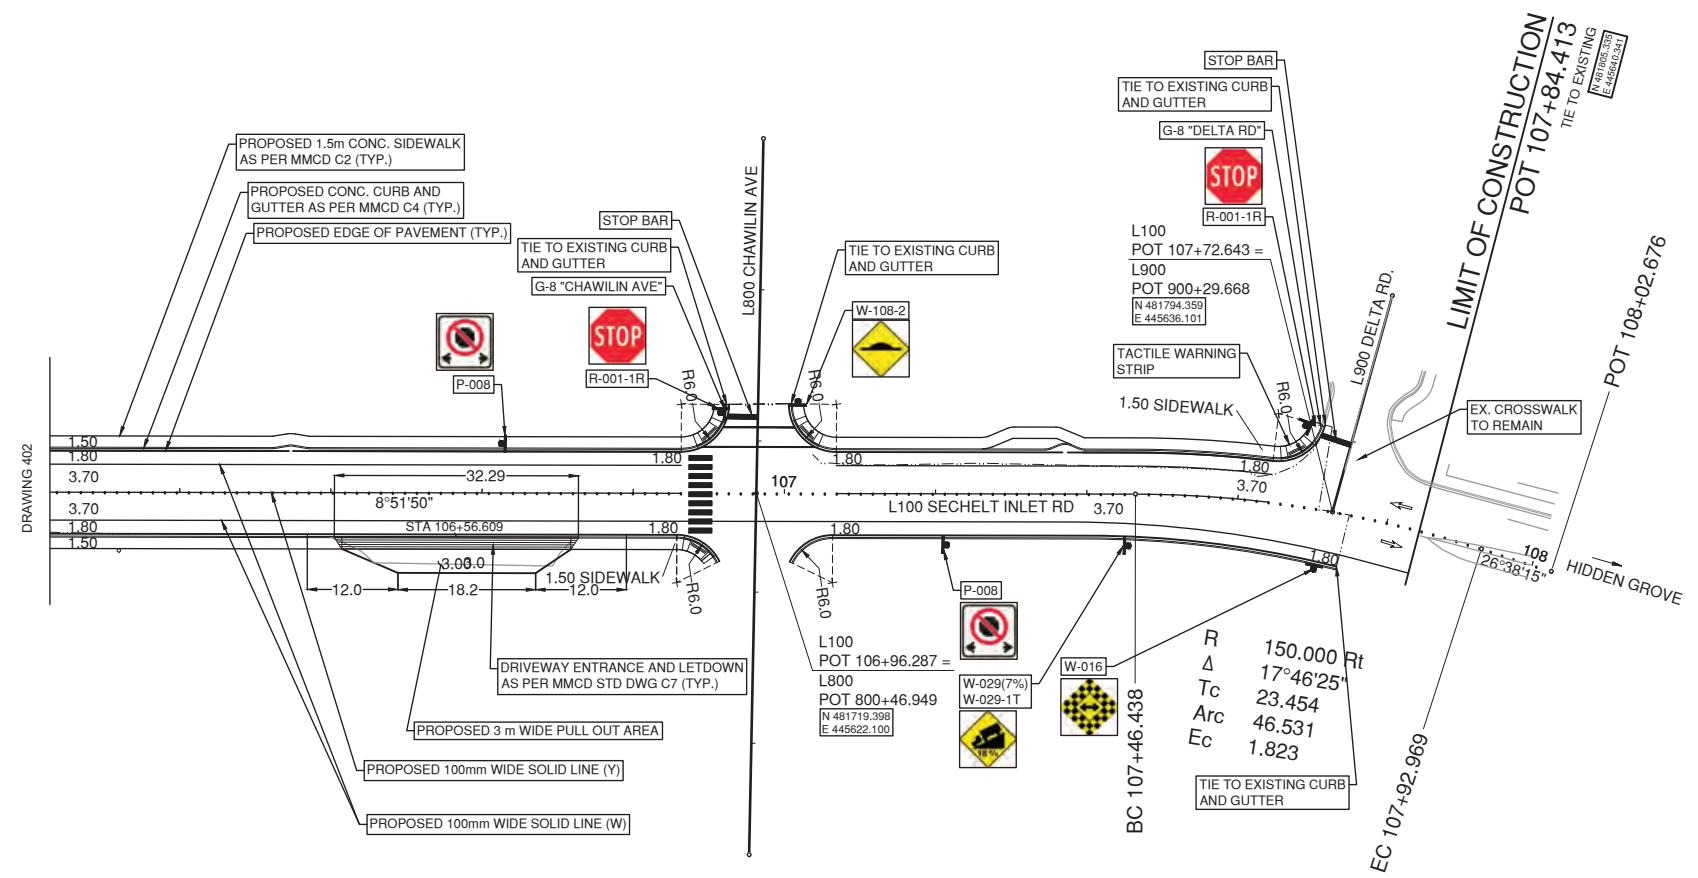 PROPOSED 1.5m CONC. SIDEWALK
AS PER MMCD C2 (TYP.)
PROPOSED CONC. CURB AND
GUTTER AS PER MMCD C4 (TYP.)
PROPOSED EDGE OF PAVEMENT (TYP.)
STOP BAR
TIE TO EXISTING CURB
AND GUTTER
G-8 "CHAWILIN AVE"
STOP
R-001-1R
P-008
L800 CHAWILIN AVE
TIE TO EXISTING CURB
AND GUTTER
W-108-2
R6.0
R6.0
STOP BAR
TIE TO EXISTING CURB
AND GUTTER
G-8 "DELTA RD"
STOP
R-001-1R
L100
POT 107+72.643 =
L900
POT 900+29.668
N 481794.359
E 445636.101
TACTILE WARNING
STRIP
1.50 SIDEWALK
R6.0
L900 DELTA RD.
LIMIT OF CONSTRUCTION
POT 107+84.413
TIE TO EXISTING
N 481805.335
E 445640.341
POT 108+02.676
EX. CROSSWALK
TO REMAIN
DRAWING 402
1.50
1.80
3.70
3.70
1.80
1.50
32.29
8°51'50"
STA 106+56.609
1.80
1.80
107
1.80
1.80
L100 SECHELT INLET RD
3.70
1.80
3.70
1.80
108
26°38'15"
HIDDEN GROVE
3.00
3.0
12.0
18.2
12.0
1.50 SIDEWALK
R6.0
R6.0
DRIVEWAY ENTRANCE AND LETDOWN
AS PER MMCD STD DWG C7 (TYP.)
PROPOSED 3 m WIDE PULL OUT AREA
PROPOSED 100mm WIDE SOLID LINE (Y)
PROPOSED 100mm WIDE SOLID LINE (W)
L100
POT 106+96.287 =
L800
POT 800+46.949
N 481719.398
E 445622.100
P-008
W-029(7%)
W-029-1T
18%
W-016
BC 107+46.438
R 150.000 Rt
Δ 17°46'25"
Tc 23.454
Arc 46.531
Ec 1.823
TIE TO EXISTING CURB
AND GUTTER
EC 107+92.969